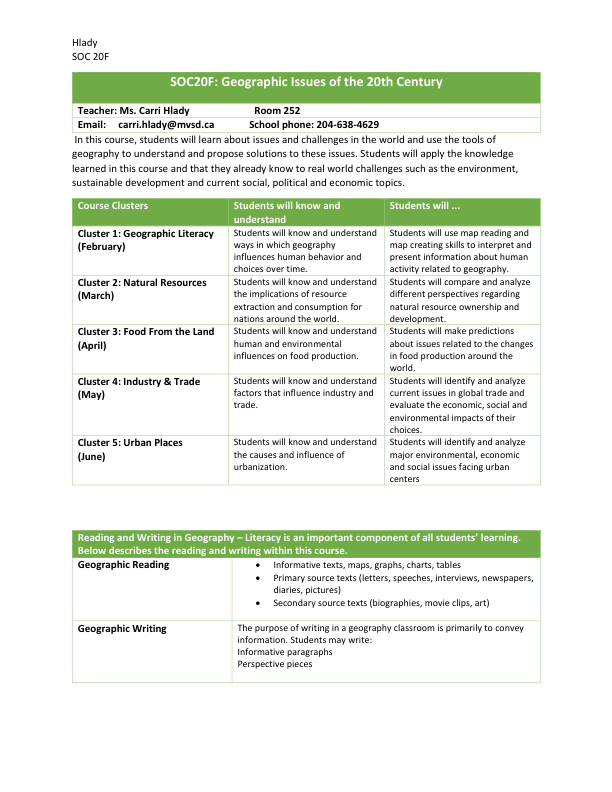 Hlady
SOC 20F
SOC20F: Geographic Issues of the 20th Century
Teacher: Ms. Carri Hlady Room 252
Email: carri.hlady@mvsd.ca School phone: 204-638-4629
In this course, students will learn about issues and challenges in the world and use the tools of
geography to understand and propose solutions to these issues. Students will apply the knowledge
learned in this course and that they already know to real world challenges such as the environment,
sustainable development and current social, political and economic topics.
Course Clusters
Students will know and
understand
Students will ...
Cluster 1: Geographic Literacy
(February)
Students will know and understand
ways in which geography
influences human behavior and
choices over time.
Students will use map reading and
map creating skills to interpret and
present information about human
activity related to geography.
Cluster 2: Natural Resources
(March)
Students will know and understand
the implications of resource
extraction and consumption for
nations around the world.
Students will compare and analyze
different perspectives regarding
natural resource ownership and
development.
Cluster 3: Food From the Land
(April)
Students will know and understand
human and environmental
influences on food production.
Students will make predictions
about issues related to the changes
in food production around the
world.
Cluster 4: Industry & Trade
(May)
Students will know and understand
factors that influence industry and
trade.
Students will identify and analyze
current issues in global trade and
evaluate the economic, social and
environmental impacts of their
choices.
Cluster 5: Urban Places
(June)
Students will know and understand
the causes and influence of
urbanization.
Students will identify and analyze
major environmental, economic
and social issues facing urban
centers
Reading and Writing in Geography – Literacy is an important component of all students’ learning.
Below describes the reading and writing within this course.
Geographic Reading
• Informative texts, maps, graphs, charts, tables
• Primary source texts (letters, speeches, interviews, newspapers,
diaries, pictures)
• Secondary source texts (biographies, movie clips, art)
Geographic Writing
The purpose of writing in a geography classroom is primarily to convey
information. Students may write:
Informative paragraphs
Perspective pieces